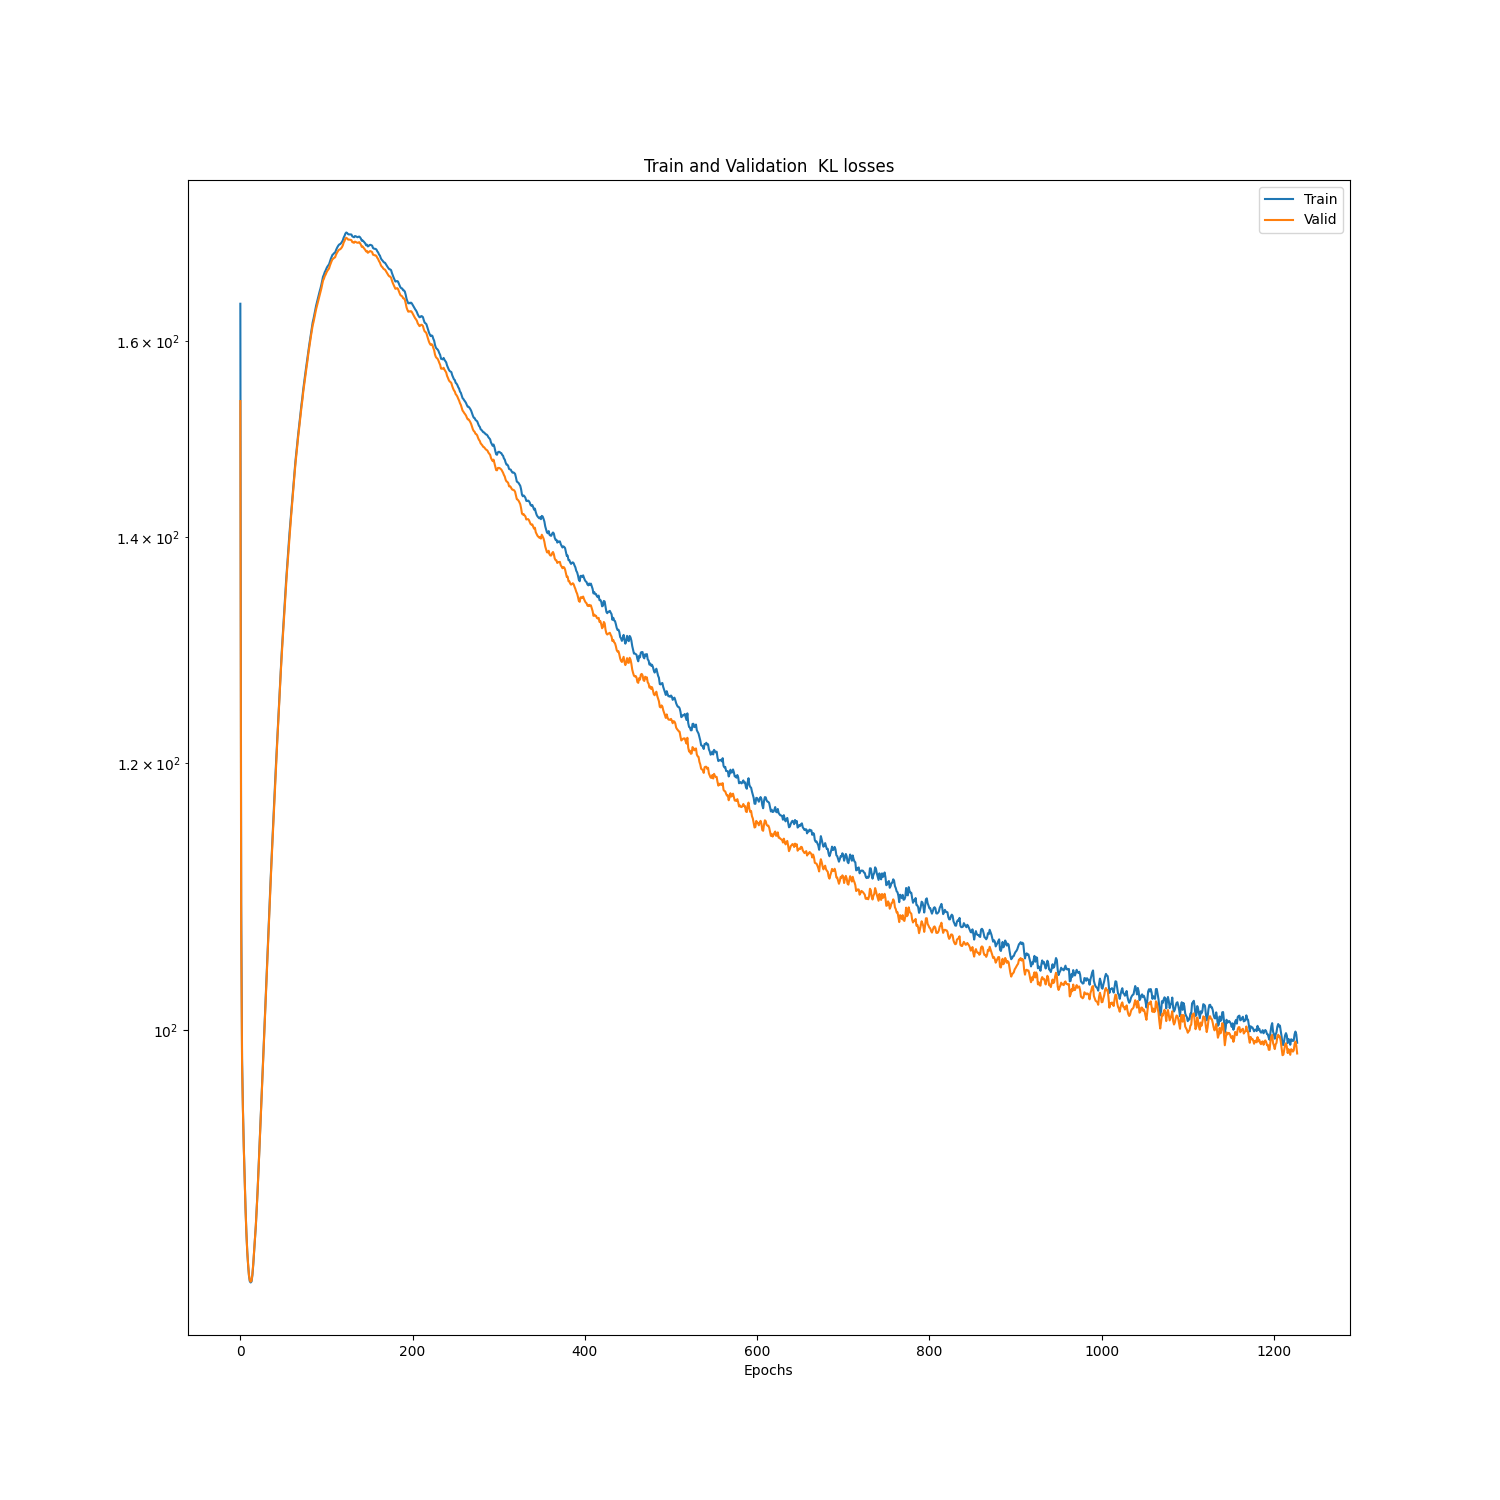 Train and Validation  KL losses
Train
Valid
1.6 × 10²
1.4 × 10²
1.2 × 10²
10²
0 200 400 600 800 1000 1200
Epochs